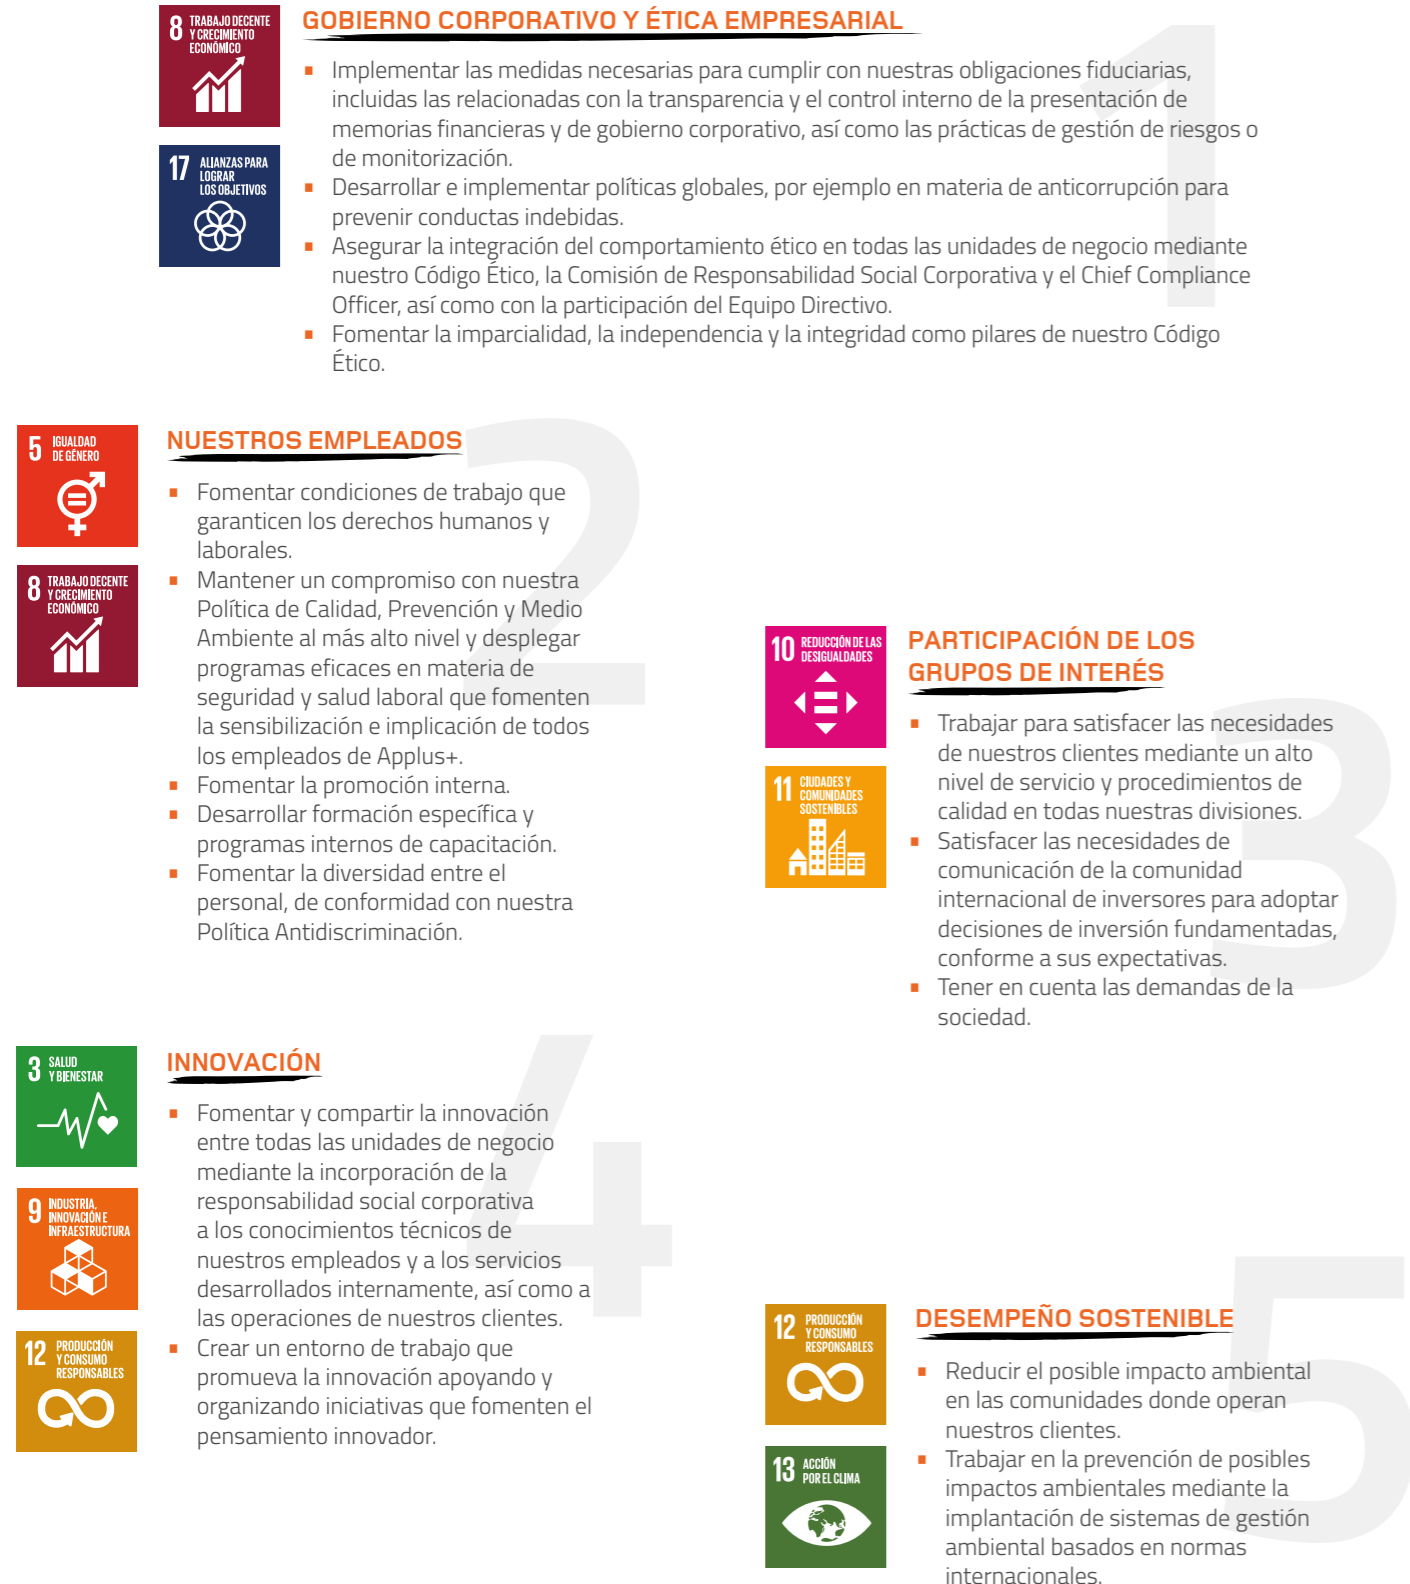 8 TRABAJO DECENTE
Y CRECIMIENTO
ECONÓMICO
17 ALIANZAS PARA
LOGRAR
LOS OBJETIVOS
1
GOBIERNO CORPORATIVO Y ÉTICA EMPRESARIAL
▪ Implementar las medidas necesarias para cumplir con nuestras obligaciones fiduciarias,
incluidas las relacionadas con la transparencia y el control interno de la presentación de
memorias financieras y de gobierno corporativo, así como las prácticas de gestión de riesgos o
de monitorización.
▪ Desarrollar e implementar políticas globales, por ejemplo en materia de anticorrupción para
prevenir conductas indebidas.
▪ Asegurar la integración del comportamiento ético en todas las unidades de negocio mediante
nuestro Código Ético, la Comisión de Responsabilidad Social Corporativa y el Chief Compliance
Officer, así como con la participación del Equipo Directivo.
▪ Fomentar la imparcialidad, la independencia y la integridad como pilares de nuestro Código
Ético.
5 IGUALDAD
DE GÉNERO
8 TRABAJO DECENTE
Y CRECIMIENTO
ECONÓMICO
2
NUESTROS EMPLEADOS
▪ Fomentar condiciones de trabajo que
garanticen los derechos humanos y
laborales.
▪ Mantener un compromiso con nuestra
Política de Calidad, Prevención y Medio
Ambiente al más alto nivel y desplegar
programas eficaces en materia de
seguridad y salud laboral que fomenten
la sensibilización e implicación de todos
los empleados de Applus+.
▪ Fomentar la promoción interna.
▪ Desarrollar formación específica y
programas internos de capacitación.
▪ Fomentar la diversidad entre el
personal, de conformidad con nuestra
Política Antidiscriminación.
10 REDUCCIÓN DE LAS
DESIGUALDADES
11 CIUDADES Y
COMUNIDADES
SOSTENIBLES
3
PARTICIPACIÓN DE LOS
GRUPOS DE INTERÉS
▪ Trabajar para satisfacer las necesidades
de nuestros clientes mediante un alto
nivel de servicio y procedimientos de
calidad en todas nuestras divisiones.
▪ Satisfacer las necesidades de
comunicación de la comunidad
internacional de inversores para adoptar
decisiones de inversión fundamentadas,
conforme a sus expectativas.
▪ Tener en cuenta las demandas de la
sociedad.
3 SALUD
Y BIENESTAR
9 INDUSTRIA,
INNOVACIÓN E
INFRAESTRUCTURA
12 PRODUCCIÓN
Y CONSUMO
RESPONSABLES
4
INNOVACIÓN
▪ Fomentar y compartir la innovación
entre todas las unidades de negocio
mediante la incorporación de la
responsabilidad social corporativa
a los conocimientos técnicos de
nuestros empleados y a los servicios
desarrollados internamente, así como a
las operaciones de nuestros clientes.
▪ Crear un entorno de trabajo que
promueva la innovación apoyando y
organizando iniciativas que fomenten el
pensamiento innovador.
12 PRODUCCIÓN
Y CONSUMO
RESPONSABLES
13 ACCIÓN
POR EL CLIMA
5
DESEMPEÑO SOSTENIBLE
▪ Reducir el posible impacto ambiental
en las comunidades donde operan
nuestros clientes.
▪ Trabajar en la prevención de posibles
impactos ambientales mediante la
implantación de sistemas de gestión
ambiental basados en normas
internacionales.